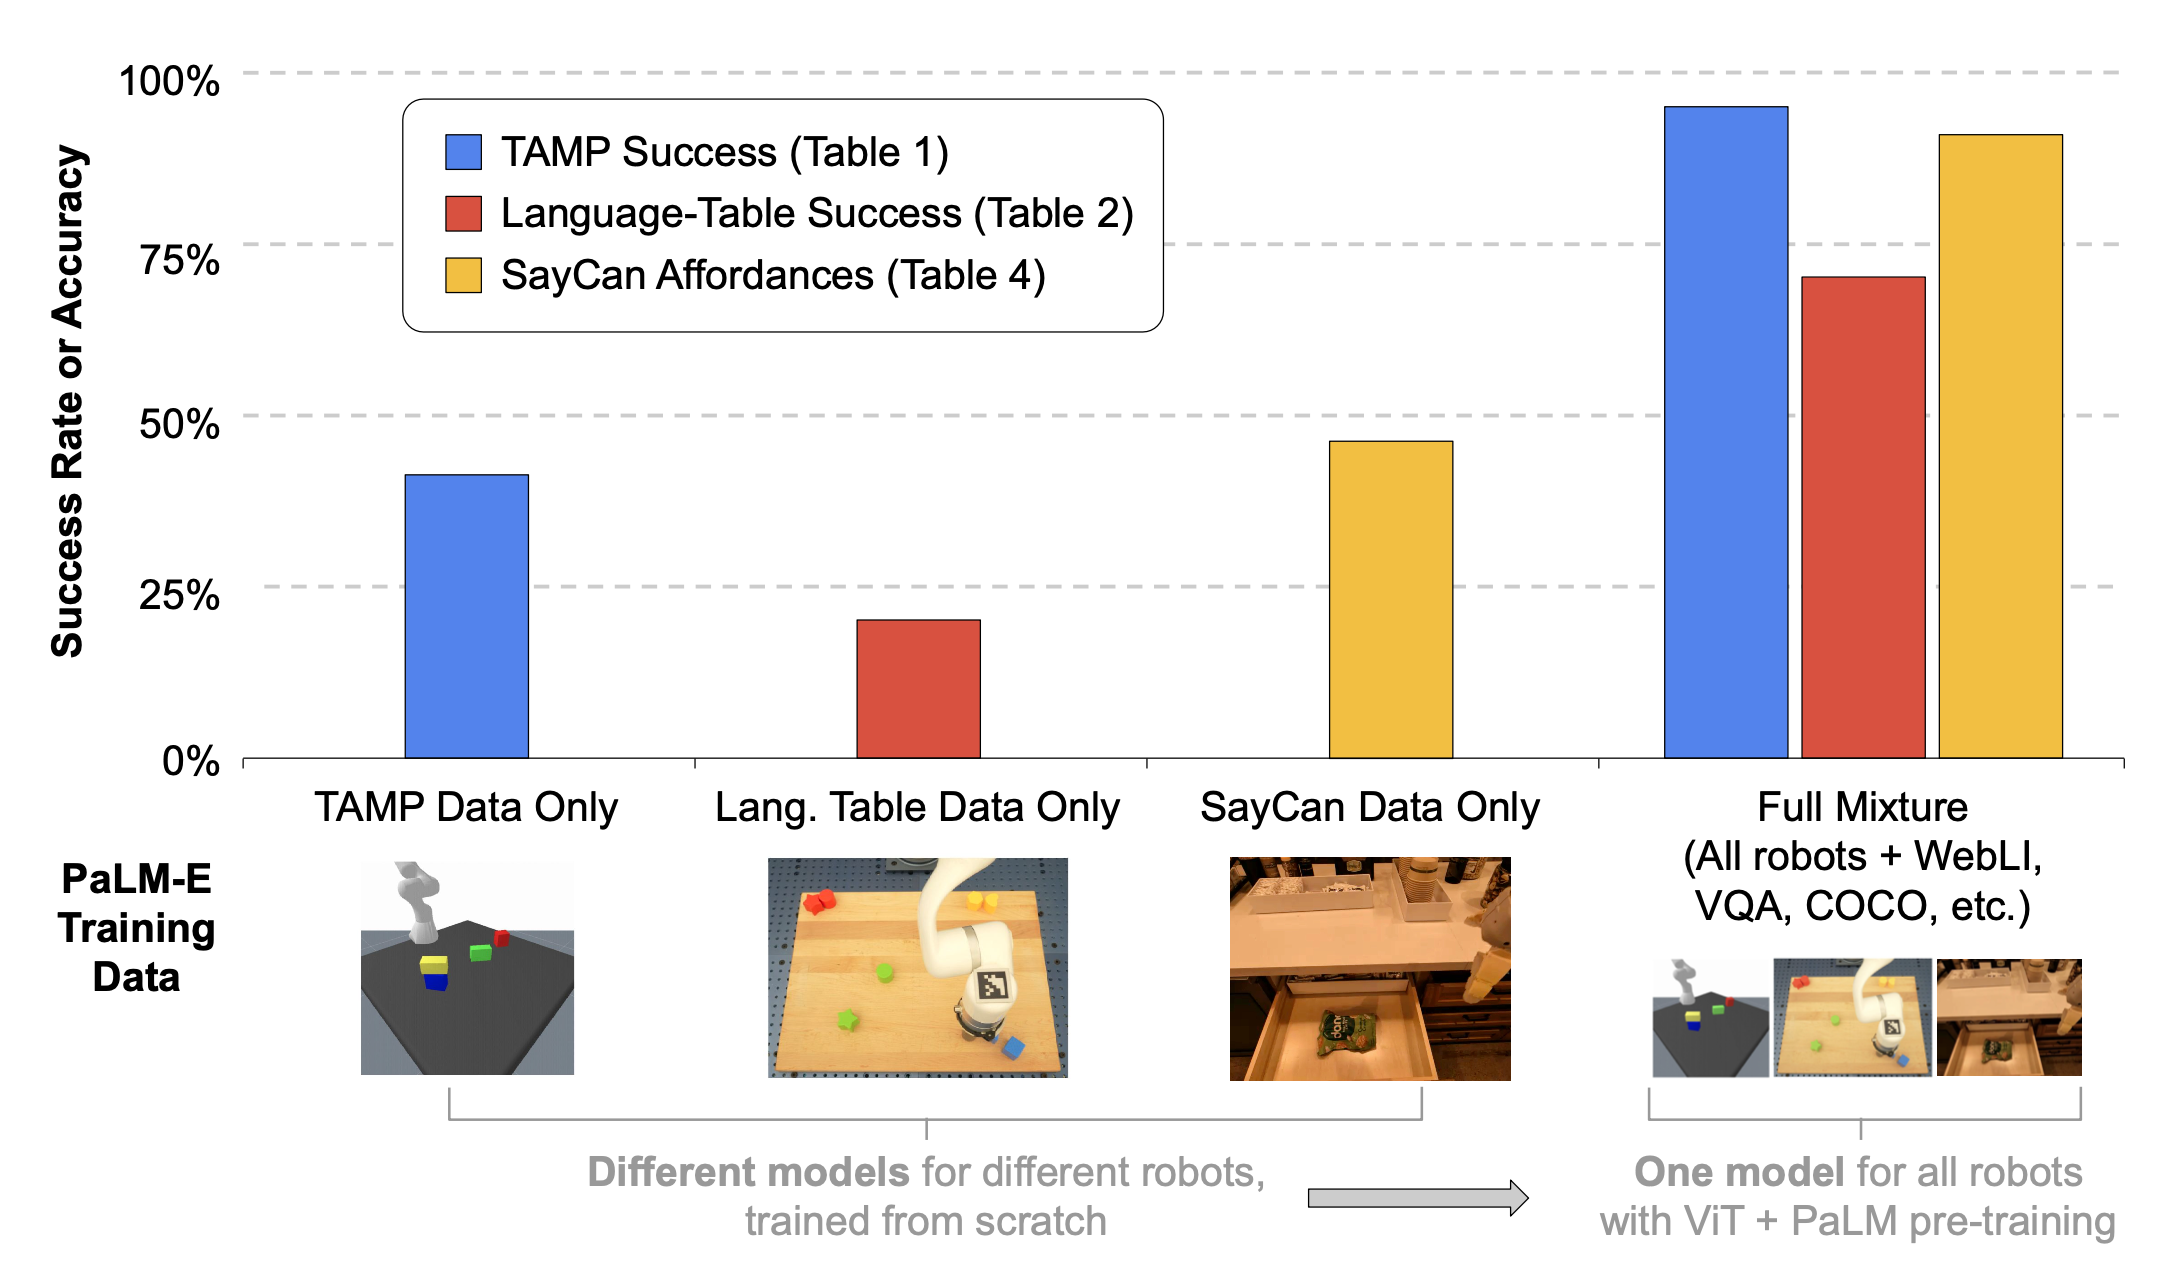 100%
75%
50%
25%
0%
Success Rate or Accuracy
TAMP Success (Table 1)
Language-Table Success (Table 2)
SayCan Affordances (Table 4)
TAMP Data Only
Lang. Table Data Only
SayCan Data Only
Full Mixture
(All robots + WebLI,
VQA, COCO, etc.)
PaLM-E
Training
Data
Different models for different robots,
trained from scratch
One model for all robots
with ViT + PaLM pre-training